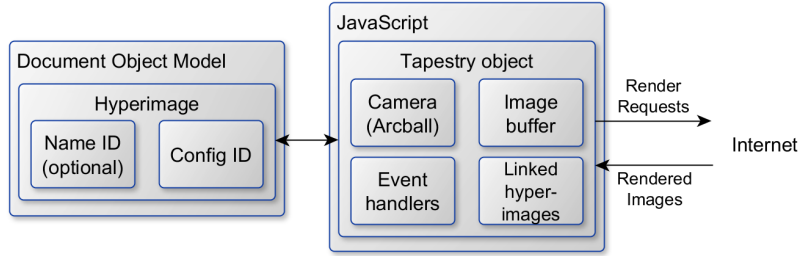 Document Object Model
Hyperimage
Name ID
(optional)
Config ID
JavaScript
Tapestry object
Camera
(Arcball)
Image
buffer
Event
handlers
Linked
hyper-
images
Render
Requests
Internet
Rendered
Images